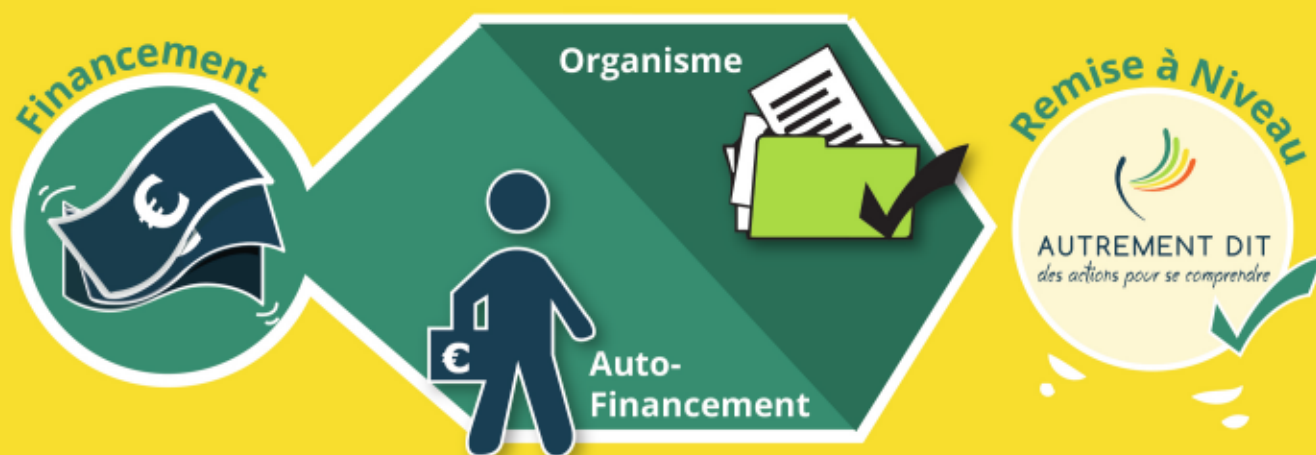 Financement
Organisme
€
€
Auto-
Financement
Remise à Niveau
AUTREMENT DIT
des actions pour se comprendre